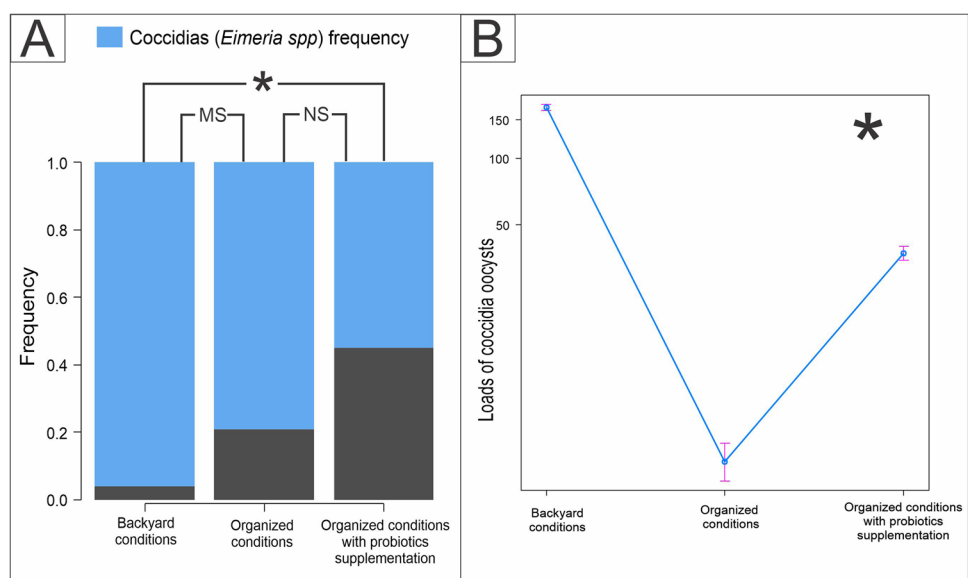 A
Coccidias (Eimeria spp) frequency
*
MS
NS
Frequency
1.0
0.8
0.6
0.4
0.2
0.0
Backyard
conditions
Organized
conditions
Organized conditions
with probiotics
supplementation
B
*
Loads of coccidia oocysts
150
100
50
Backyard
conditions
Organized
conditions
Organized conditions
with probiotics
supplementation